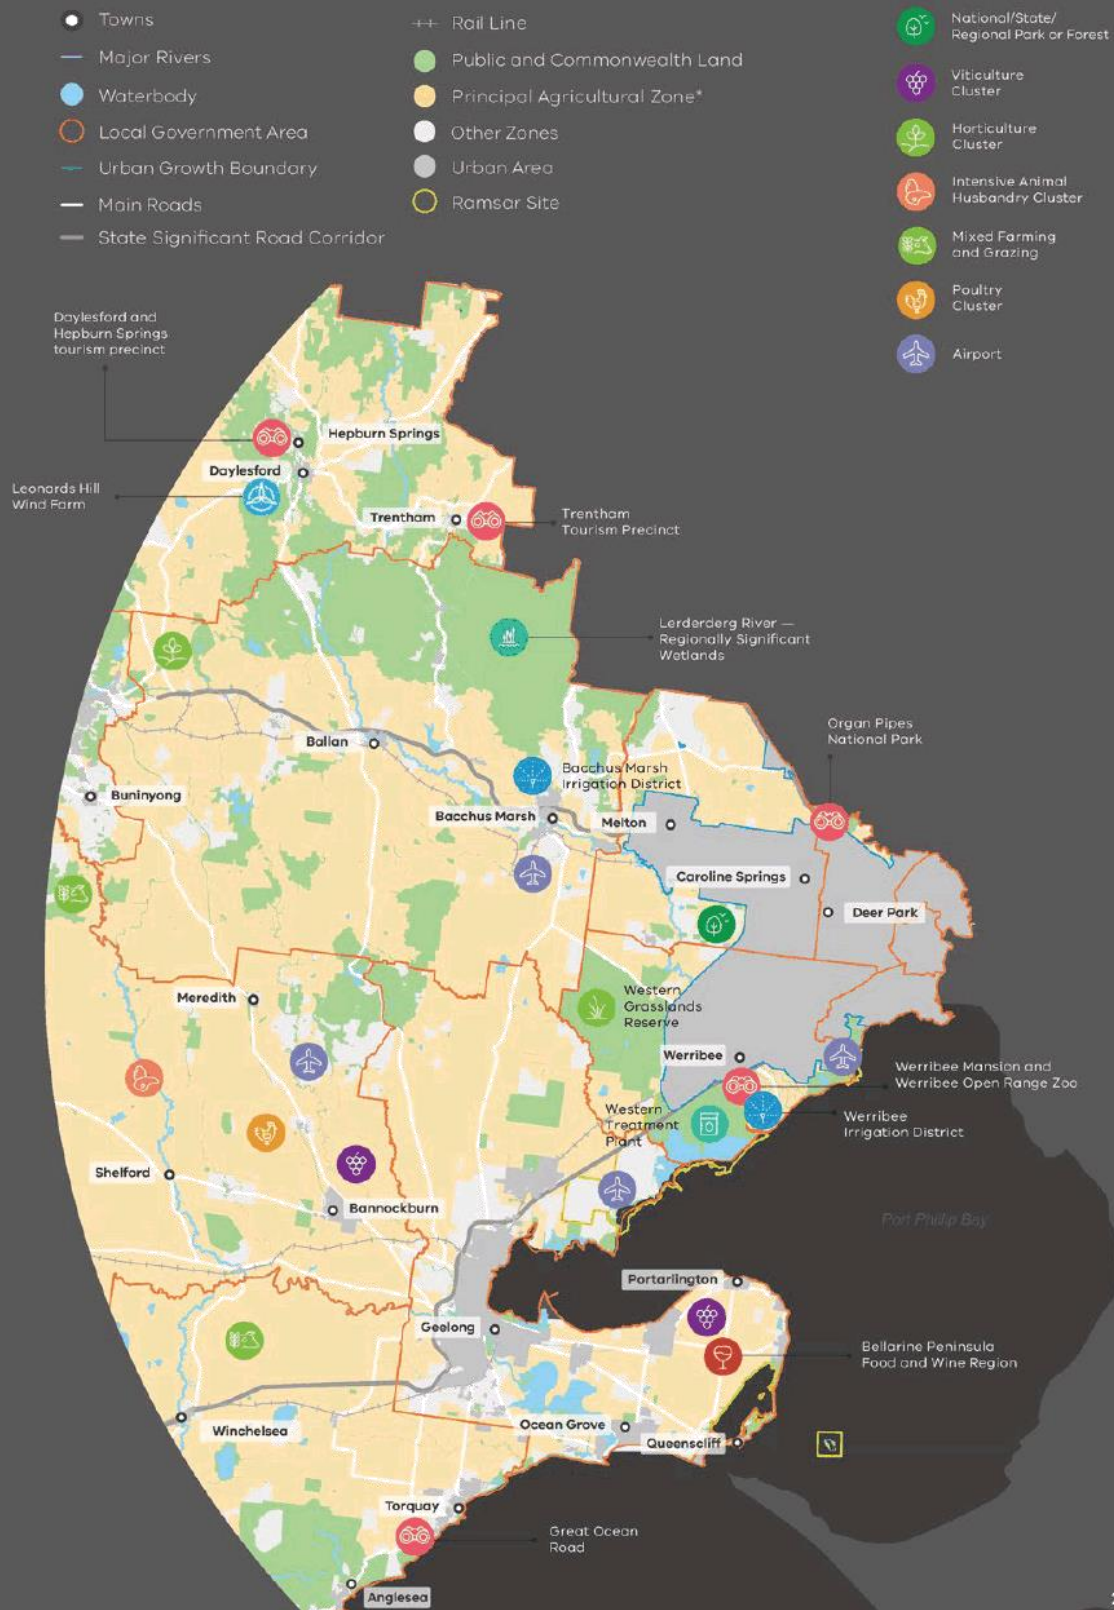 Towns
Major Rivers
Waterbody
Local Government Area
Urban Growth Boundary
Main Roads
State Significant Road Corridor
Rail Line
Public and Commonwealth Land
Principal Agricultural Zone*
Other Zones
Urban Area
Ramsar Site
National/State/
Regional Park or Forest
Viticulture
Cluster
Horticulture
Cluster
Intensive Animal
Husbandry Cluster
Mixed Farming
and Grazing
Poultry
Cluster
Airport
Daylesford and
Hepburn Springs
tourism precinct
Hepburn Springs
Daylesford
Leonards Hill
Wind Farm
Trentham
Trentham
Tourism Precinct
Lerderderg River —
Regionally Significant
Wetlands
Organ Pipes
National Park
Ballan
Bacchus Marsh
Irrigation District
Buninyong
Bacchus Marsh
Melton
Caroline Springs
Deer Park
Meredith
Western
Grasslands
Reserve
Werribee
Werribee Mansion and
Werribee Open Range Zoo
Western
Treatment
Plant
Werribee
Irrigation District
Shelford
Bannockburn
Port Phillip Bay
Portarlington
Geelong
Bellarine Peninsula
Food and Wine Region
Winchelsea
Ocean Grove
Queenscliff
Torquay
Great Ocean
Road
Anglesea